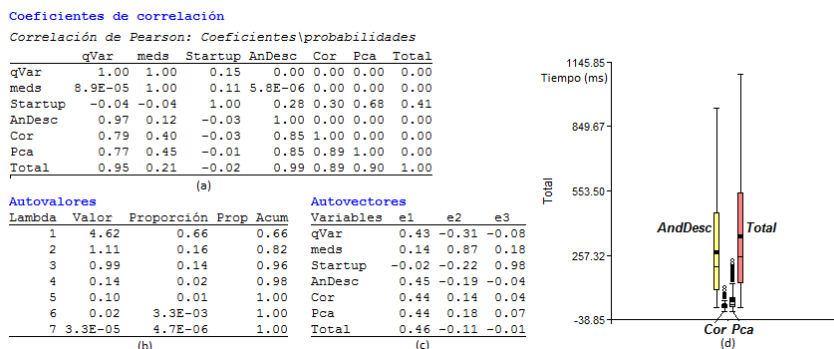 Coeficientes de correlación
Correlación de Pearson: Coeficientes\probabilidades
qVar meds Startup AnDesc Cor Pca Total
qVar 1.00 1.00 0.15 0.00 0.00 0.00 0.00
meds 8.9E-05 1.00 0.11 5.8E-06 0.00 0.00 0.00
Startup -0.04 -0.04 1.00 0.28 0.30 0.68 0.41
AnDesc 0.97 0.12 -0.03 1.00 0.00 0.00 0.00
Cor 0.79 0.40 -0.03 0.85 1.00 0.00 0.00
Pca 0.77 0.45 -0.01 0.85 0.89 1.00 0.00
Total 0.95 0.21 -0.02 0.99 0.89 0.90 1.00
(a)
Autovalores
Lambda Valor Proporción Prop Acum
1 4.62 0.66 0.66
2 1.11 0.16 0.82
3 0.99 0.14 0.96
4 0.14 0.02 0.98
5 0.10 0.01 1.00
6 0.02 3.3E-03 1.00
7 3.3E-05 4.7E-06 1.00
(b)
Autovectores
Variables e1 e2 e3
qVar 0.43 -0.31 -0.08
meds 0.14 0.87 0.18
Startup -0.02 -0.22 0.98
AnDesc 0.45 -0.19 -0.04
Cor 0.44 0.14 0.04
Pca 0.44 0.18 0.07
Total 0.46 -0.11 -0.01
(c)
1145.85
Tiempo (ms)
849.67
553.50
257.32
-38.85
Total
AndDesc
Total
Cor Pca
(d)